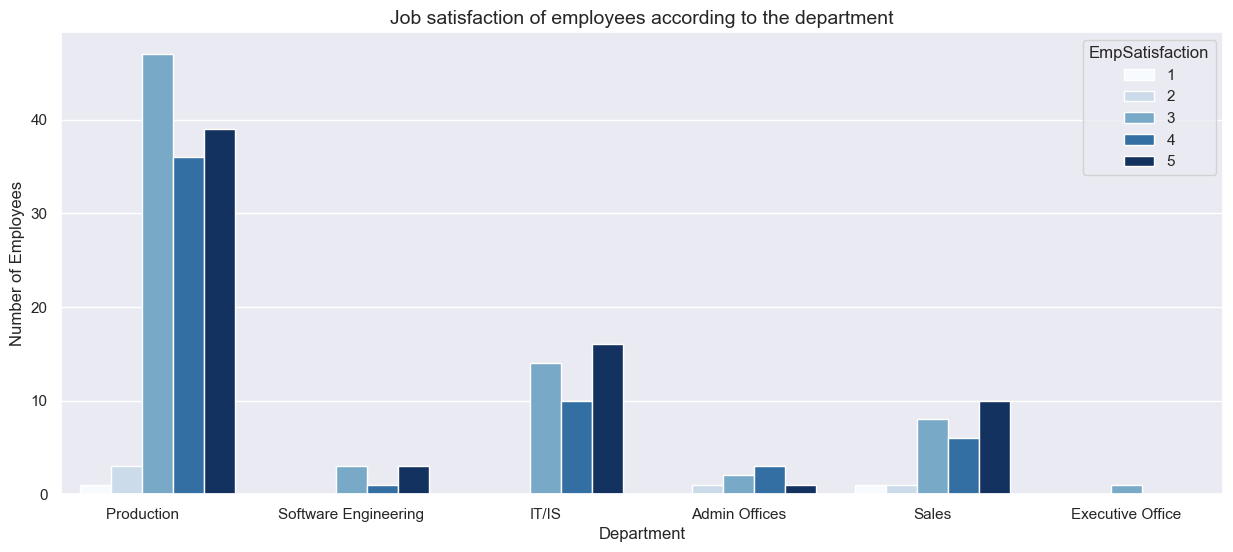 Job satisfaction of employees according to the department
EmpSatisfaction
1
2
3
4
5
Number of Employees
40
30
20
10
0
Production Software Engineering IT/IS Admin Offices Sales Executive Office
Department